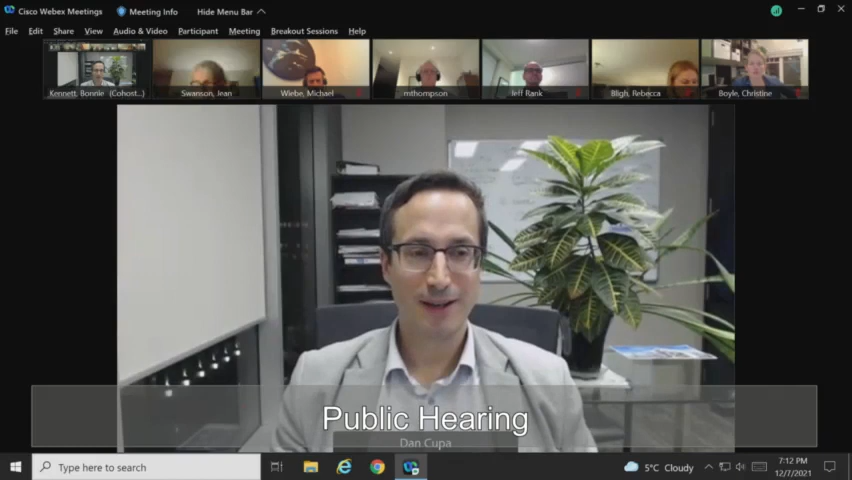 Cisco Webex Meetings
Meeting Info
Hide Menu Bar
File Edit Share View Audio & Video Participant Meeting Breakout Sessions Help
Kennett, Bonnie (Cohost...)
Swanson, Jean
Wiebe, Michael
mthompson
Jeff Rank
Bligh, Rebecca
Boyle, Christine
Public Hearing
Dan Cupa
Type here to search
5°C Cloudy
7:12 PM
12/7/2021